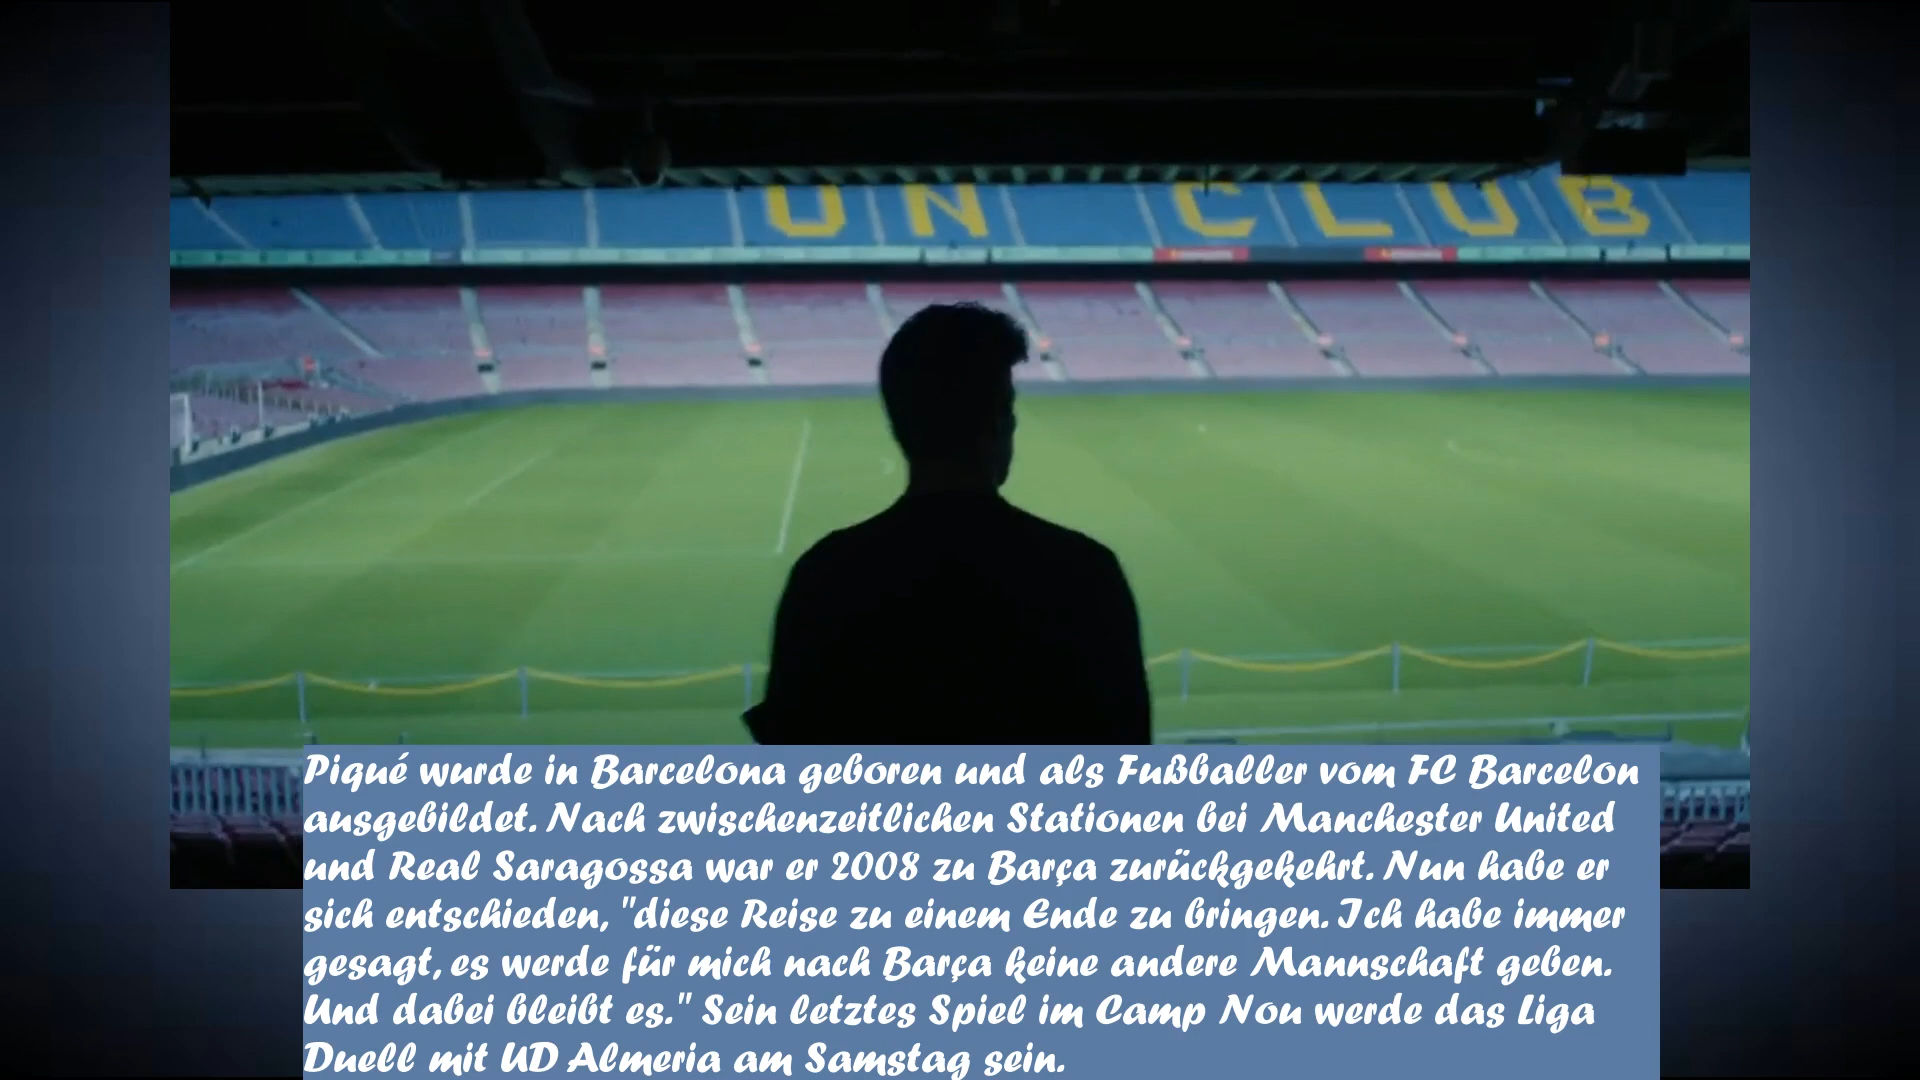 UN CLUB
Piqué wurde in Barcelona geboren und als Fußballer vom FC Barcelon
ausgebildet. Nach zwischenzeitlichen Stationen bei Manchester United
und Real Saragossa war er 2008 zu Barça zurückgekehrt. Nun habe er
sich entschieden, "diese Reise zu einem Ende zu bringen. Ich habe immer
gesagt, es werde für mich nach Barça keine andere Mannschaft geben.
Und dabei bleibt es." Sein letztes Spiel im Camp Nou werde das Liga
Duell mit UD Almeria am Samstag sein.